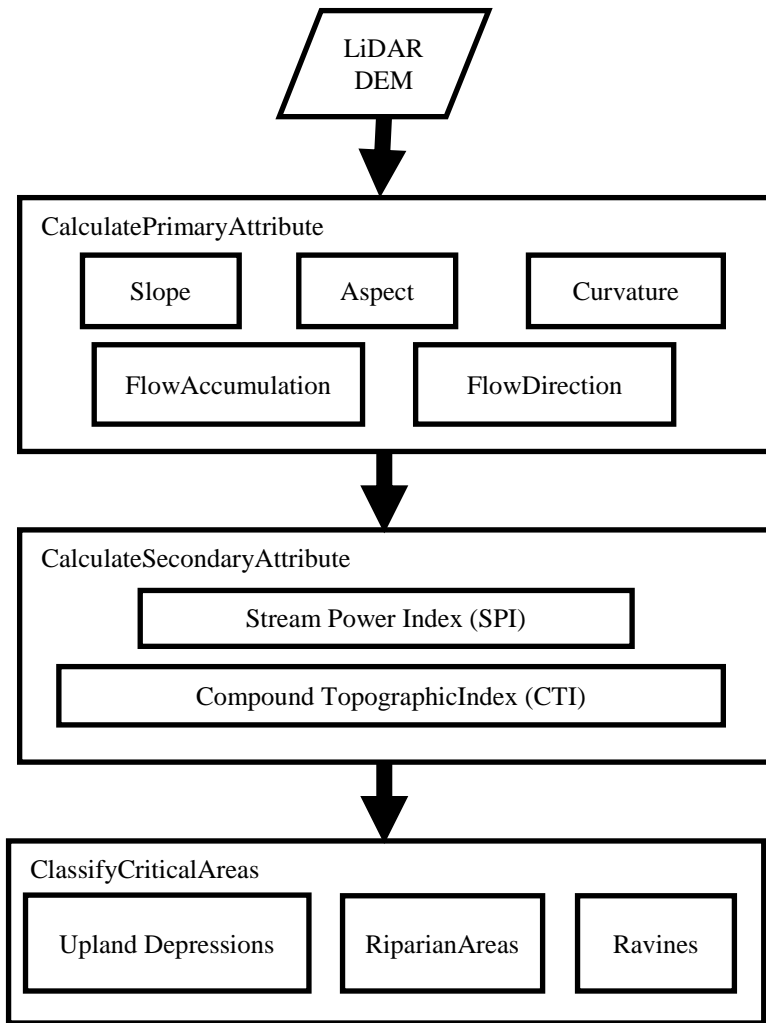 LiDAR
DEM
CalculatePrimaryAttribute
Slope
Aspect
Curvature
FlowAccumulation
FlowDirection
CalculateSecondaryAttribute
Stream Power Index (SPI)
Compound TopographicIndex (CTI)
ClassifyCriticalAreas
Upland Depressions
RiparianAreas
Ravines